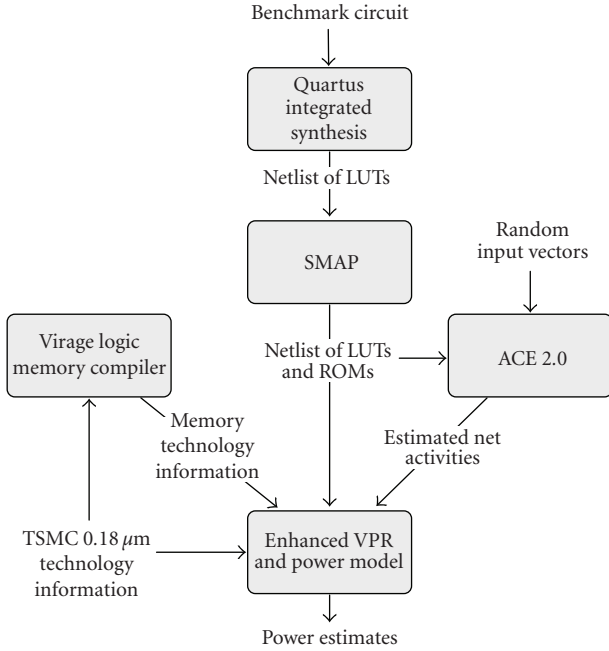 Benchmark circuit
Quartus
integrated
synthesis
Netlist of LUTs
SMAP
Random
input vectors
Virage logic
memory compiler
Netlist of LUTs
and ROMs
ACE 2.0
Memory
technology
information
Estimated net
activities
TSMC 0.18 μm
technology
information
Enhanced VPR
and power model
Power estimates